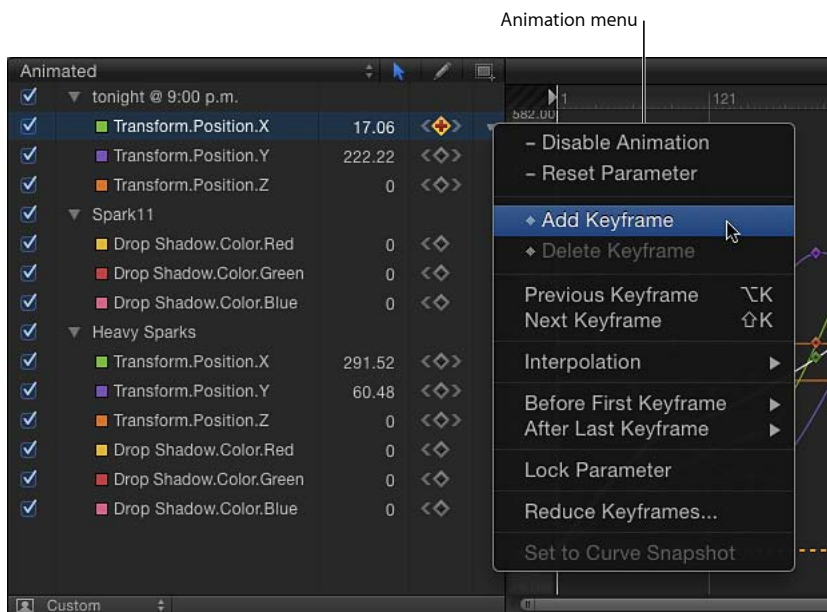 Animation menu
Animated
tonight @ 9:00 p.m.
1
121
582.00
Transform.Position.X 17.06
Transform.Position.Y 222.22
Transform.Position.Z 0
Spark11
Drop Shadow.Color.Red 0
Drop Shadow.Color.Green 0
Drop Shadow.Color.Blue 0
Heavy Sparks
Transform.Position.X 291.52
Transform.Position.Y 60.48
Transform.Position.Z 0
Drop Shadow.Color.Red 0
Drop Shadow.Color.Green 0
Drop Shadow.Color.Blue 0
Custom
– Disable Animation
– Reset Parameter
Add Keyframe
Delete Keyframe
Previous Keyframe ⌥K
Next Keyframe ⇧K
Interpolation
Before First Keyframe
After Last Keyframe
Lock Parameter
Reduce Keyframes...
Set to Curve Snapshot